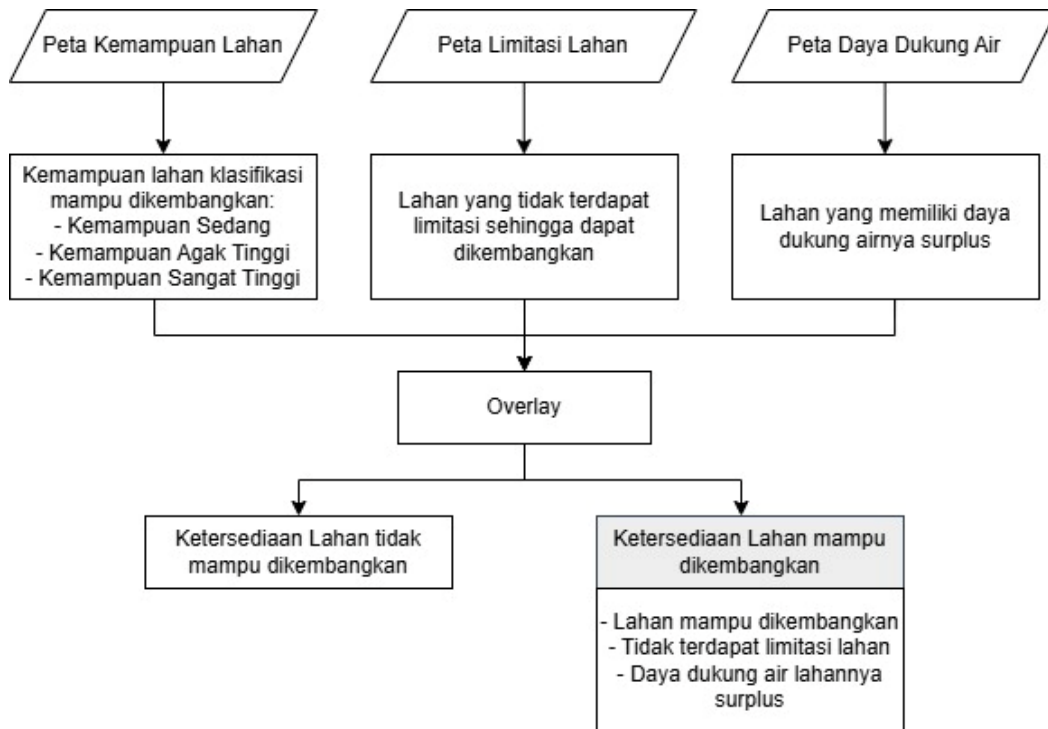 Peta Kemampuan Lahan
Peta Limitasi Lahan
Peta Daya Dukung Air
Kemampuan lahan klasifikasi
mampu dikembangkan:
- Kemampuan Sedang
- Kemampuan Agak Tinggi
- Kemampuan Sangat Tinggi
Lahan yang tidak terdapat
limitasi sehingga dapat
dikembangkan
Lahan yang memiliki daya
dukung airnya surplus
Overlay
Ketersediaan Lahan tidak
mampu dikembangkan
Ketersediaan Lahan mampu
dikembangkan
- Lahan mampu dikembangkan
- Tidak terdapat limitasi lahan
- Daya dukung air lahannya
surplus